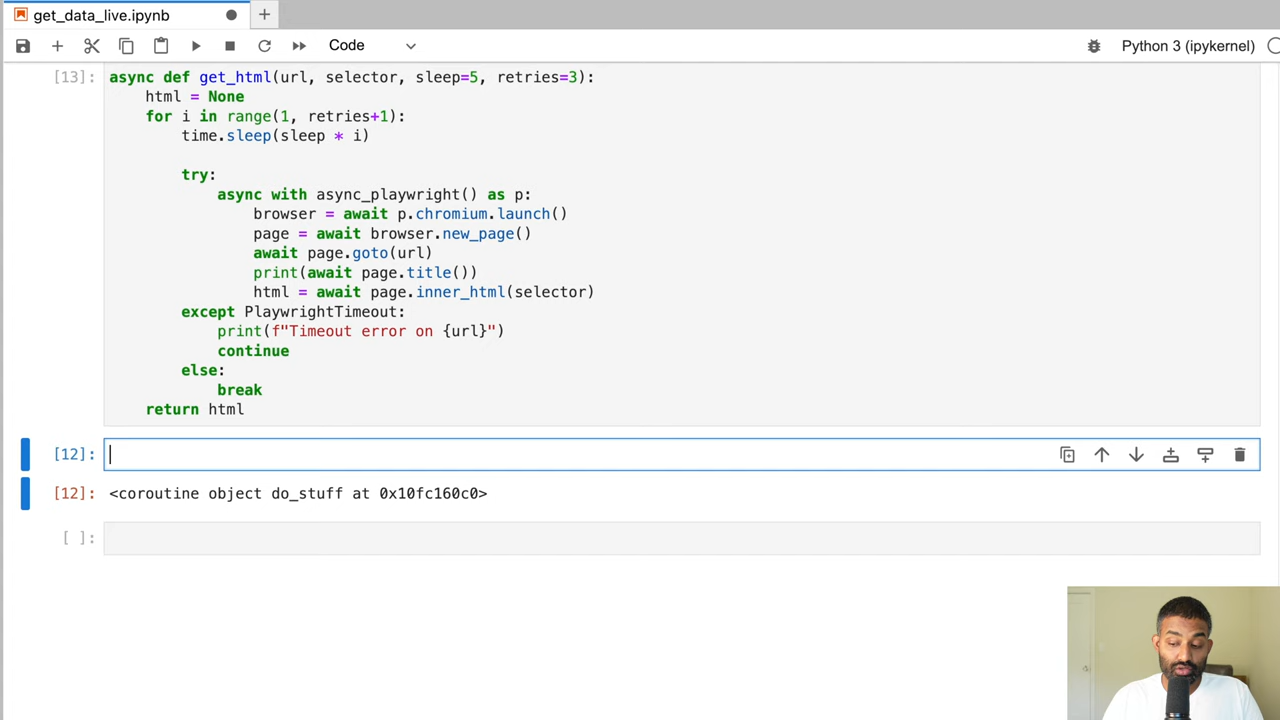 get_data_live.ipynb
Code
Python 3 (ipykernel)
[13]:
async def get_html(url, selector, sleep=5, retries=3):
    html = None
    for i in range(1, retries+1):
        time.sleep(sleep * i)
        try:
            async with async_playwright() as p:
                browser = await p.chromium.launch()
                page = await browser.new_page()
                await page.goto(url)
                print(await page.title())
                html = await page.inner_html(selector)
        except PlaywrightTimeout:
            print(f"Timeout error on {url}")
            continue
        else:
            break
    return html
[12]:
[12]: <coroutine object do_stuff at 0x10fc160c0>
[ ]: